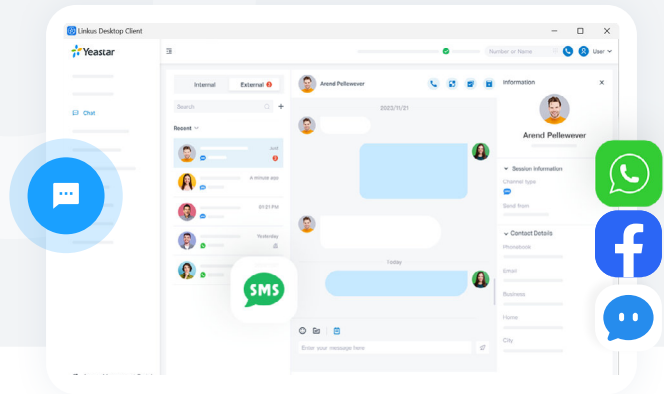 Linkus Desktop Client
Yeastar
Number or Name
User
Internal
External
Arend Pellewever
Information
Search
Chat
2022/11/21
Recent
Just
Arend Pellewever
A minute ago
Session Information
01:21 PM
Channel type
Send from
Yesterday
Contact Details
Phonebook
Today
Email
SMS
Business
Home
Enter your message here
City